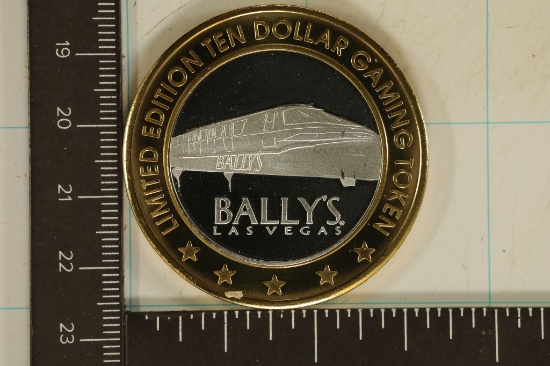 LIMITED EDITION TEN DOLLAR GAMING TOKEN
BALLY'S
BALLY'S
LAS VEGAS
19
20
21
22
23